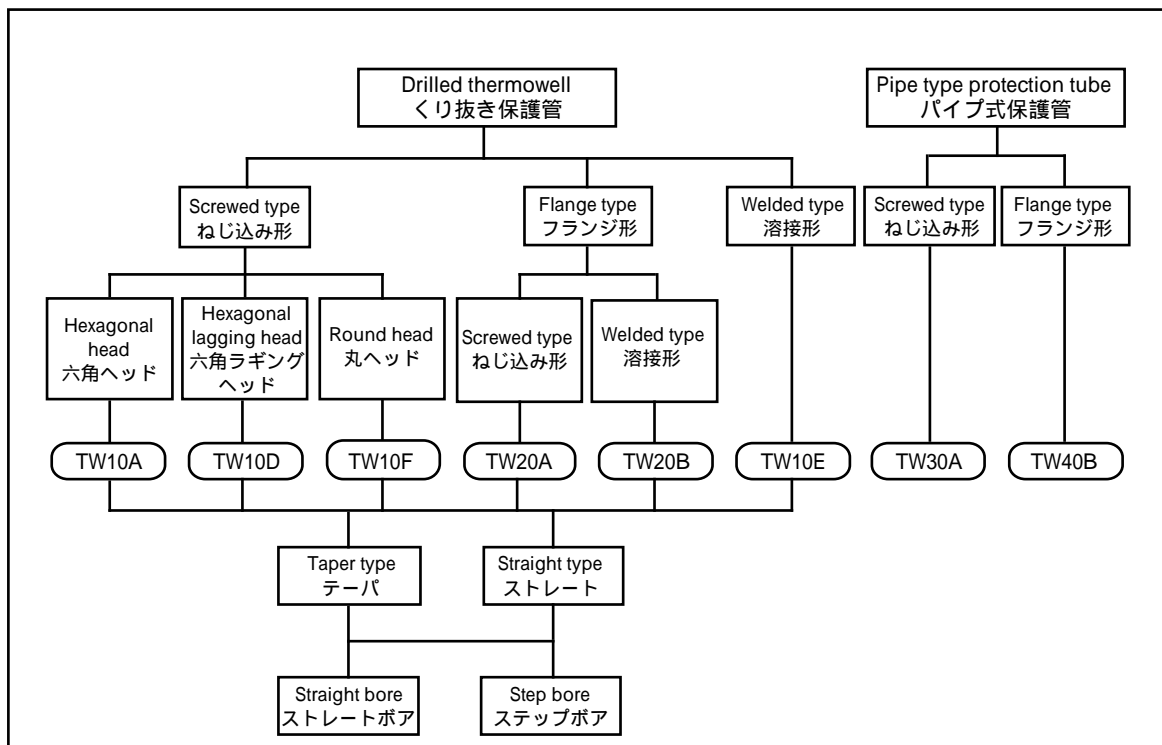 Drilled thermowell
くり抜き保護管
Pipe type protection tube
パイプ式保護管
Screwed type
ねじ込み形
Flange type
フランジ形
Welded type
溶接形
Screwed type
ねじ込み形
Flange type
フランジ形
Hexagonal
head
六角ヘッド
Hexagonal
lagging head
六角ラギング
ヘッド
Round head
丸ヘッド
Screwed type
ねじ込み形
Welded type
溶接形
TW10A
TW10D
TW10F
TW20A
TW20B
TW10E
TW30A
TW40B
Taper type
テーパ
Straight type
ストレート
Straight bore
ストレートボア
Step bore
ステップボア